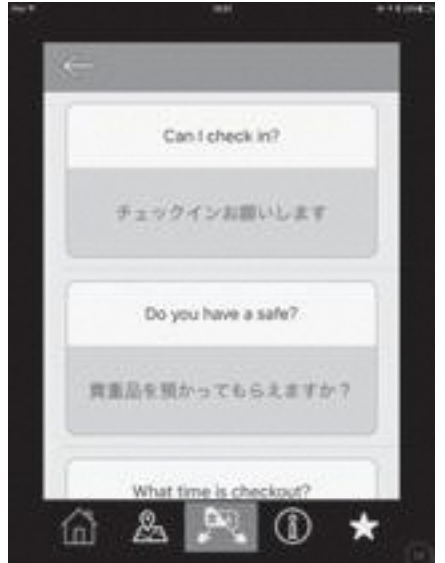 Can I check in?
チェックインお願いします
Do you have a safe?
貴重品を預かってもらえますか？
What time is checkout?